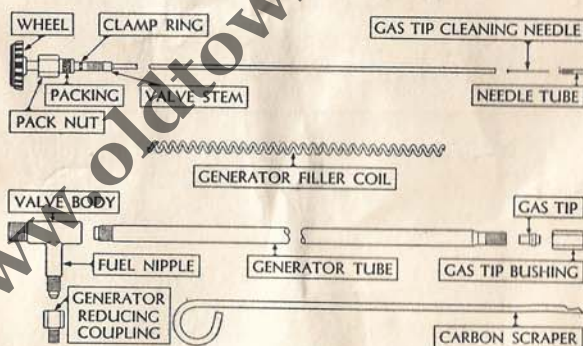 WHEEL
CLAMP RING
GAS TIP CLEANING NEEDLE
PACKING
VALVE STEM
NEEDLE TUBE
PACK NUT
GENERATOR FILLER COIL
VALVE BODY
GAS TIP
FUEL NIPPLE
GENERATOR TUBE
GAS TIP BUSHING
GENERATOR
REDUCING
COUPLING
CARBON SCRAPER
www.oldtow